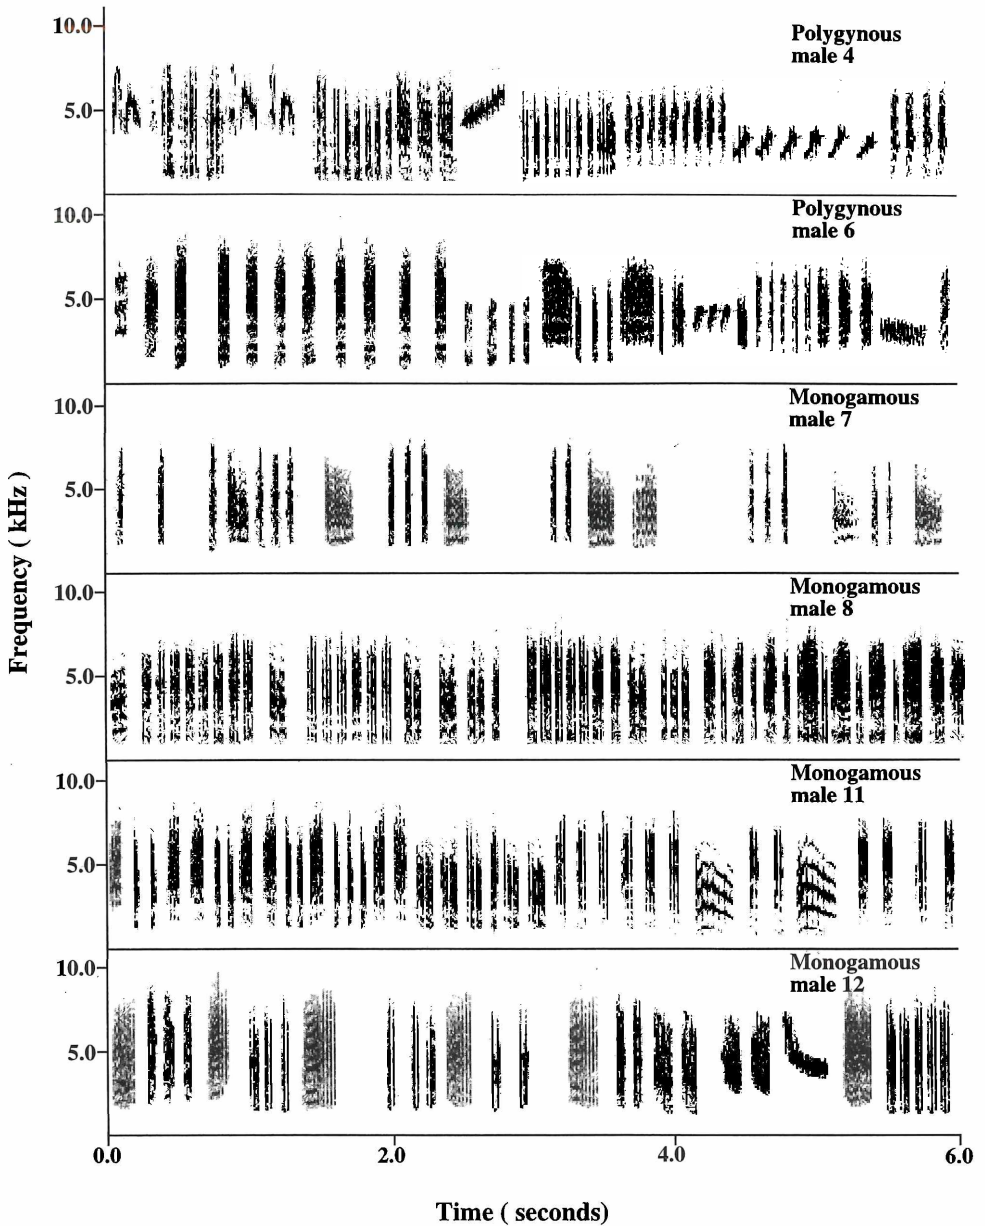 10.0
Polygynous
male 4
5.0
10.0
Polygynous
male 6
5.0
10.0
Monogamous
male 7
5.0
10.0
Monogamous
male 8
5.0
10.0
Monogamous
male 11
5.0
10.0
Monogamous
male 12
5.0
Frequency ( kHz )
0.0 2.0 4.0 6.0
Time ( seconds)